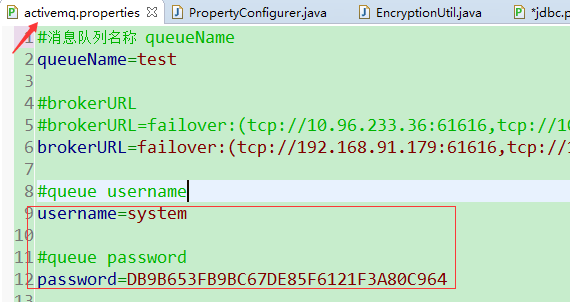 activemq.properties PropertyConfigurer.java EncryptionUtil.java *jdbc.p
1 #消息队列名称 queueName
2 queueName=test
3
4 #brokerURL
5 #brokerURL=failover:(tcp://10.96.233.36:61616,tcp://10
6 brokerURL=failover:(tcp://192.168.91.179:61616,tcp://1
7
8 #queue username
9 username=system
10
11 #queue password
12 password=DB9B653FB9BC67DE85F6121F3A80C964
13